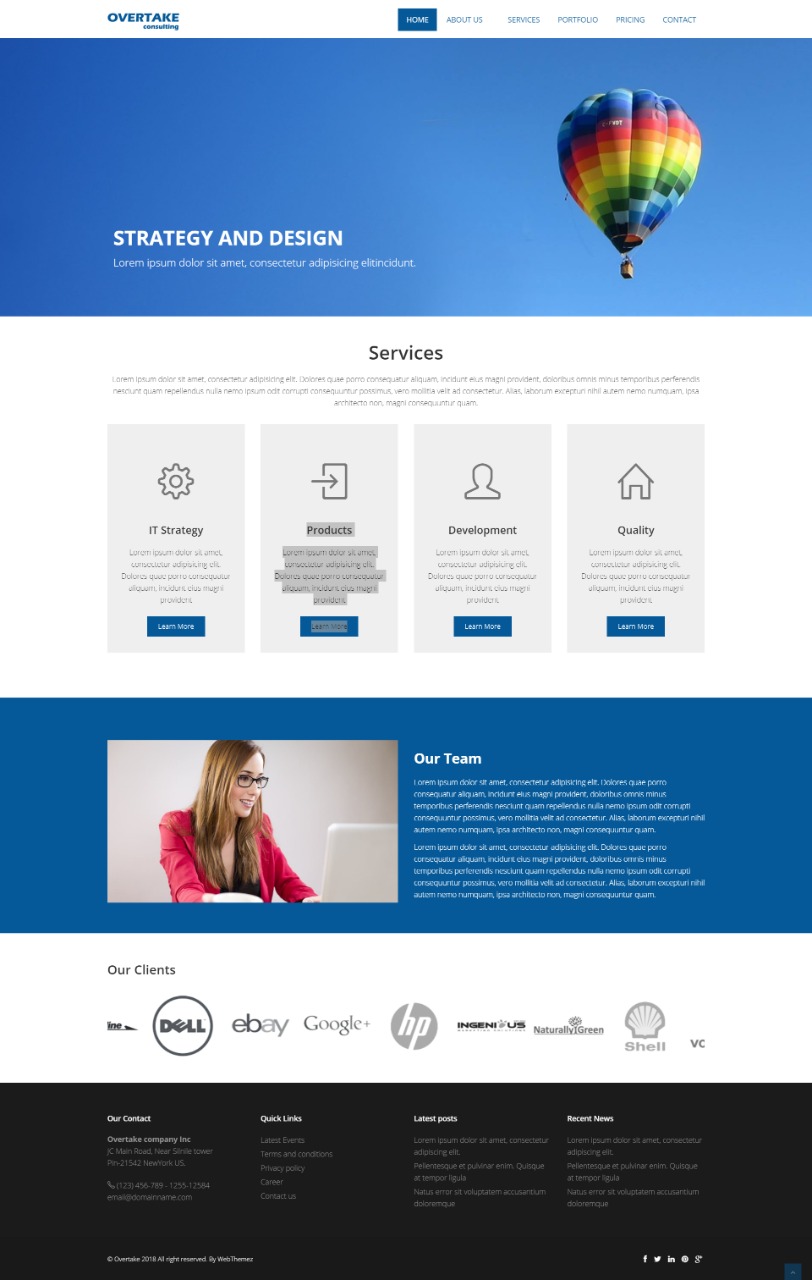 OVERTAKE
consulting
HOME ABOUT US SERVICES PORTFOLIO PRICING CONTACT
STRATEGY AND DESIGN
Lorem ipsum dolor sit amet, consectetur adipisicing elitincidunt.
Services
Lorem ipsum dolor sit amet, consectetur adipisicing elit. Dolores quae porro consequatur aliquam, incidunt eius magni provident, doloribus omnis minus temporibus perferendis
nesciunt quam repellendus nulla nemo ipsum odit corrupti consequuntur possimus, vero mollitia velit ad consectetur. Alias, laborum excepturi nihil autem nemo numquam, ipsa
architecto non, magni consequuntur quam.
IT Strategy
Lorem ipsum dolor sit amet,
consectetur adipisicing elit.
Dolores quae porro consequatur
aliquam, incidunt eius magni
provident
Learn More
Products
Lorem ipsum dolor sit amet,
consectetur adipisicing elit.
Dolores quae porro consequatur
aliquam, incidunt eius magni
provident
Learn More
Development
Lorem ipsum dolor sit amet,
consectetur adipisicing elit.
Dolores quae porro consequatur
aliquam, incidunt eius magni
provident
Learn More
Quality
Lorem ipsum dolor sit amet,
consectetur adipisicing elit.
Dolores quae porro consequatur
aliquam, incidunt eius magni
provident
Learn More
Our Team
Lorem ipsum dolor sit amet, consectetur adipisicing elit. Dolores quae porro
consequatur aliquam, incidunt eius magni provident, doloribus omnis minus
temporibus perferendis nesciunt quam repellendus nulla nemo ipsum odit corrupti
consequuntur possimus, vero mollitia velit ad consectetur. Alias, laborum excepturi nihil
autem nemo numquam, ipsa architecto non, magni consequuntur quam.
Lorem ipsum dolor sit amet, consectetur adipisicing elit. Dolores quae porro
consequatur aliquam, incidunt eius magni provident, doloribus omnis minus
temporibus perferendis nesciunt quam repellendus nulla nemo ipsum odit corrupti
consequuntur possimus, vero mollitia velit ad consectetur. Alias, laborum excepturi nihil
autem nemo numquam, ipsa architecto non, magni consequuntur quam.
Our Clients
ine DELL ebay Google+ hp INGENIOUS NaturallyGreen Shell VC
Our Contact
Overtake company Inc
JC Main Road, Near Silnile tower
Pin-21542 NewYork US.
(123) 456-789 - 1255-12584
email@domainname.com
Quick Links
Latest Events
Terms and conditions
Privacy policy
Career
Contact us
Latest posts
Lorem ipsum dolor sit amet, consectetur
adipiscing elit.
Pellentesque et pulvinar enim. Quisque
at tempor ligula
Natus error sit voluptatem accusantium
doloremque
Recent News
Lorem ipsum dolor sit amet, consectetur
adipiscing elit.
Pellentesque et pulvinar enim. Quisque
at tempor ligula
Natus error sit voluptatem accusantium
doloremque
© Overtake 2018 All right reserved. By WebThemez